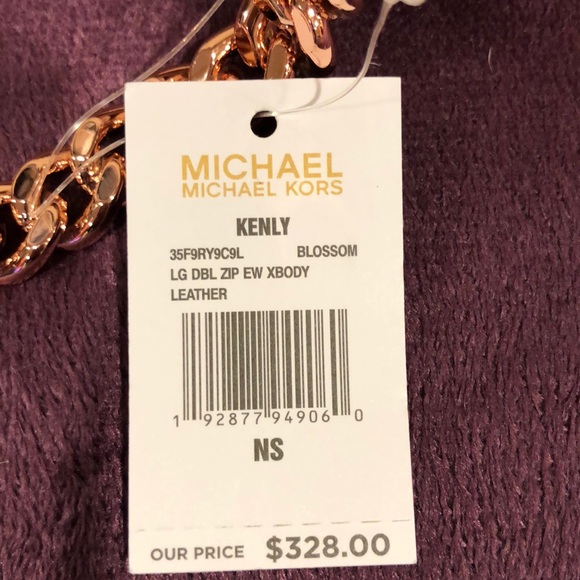 MICHAEL
MICHAEL KORS
KENLY
35F9RY9C9L BLOSSOM
LG DBL ZIP EW XBODY
LEATHER
1 92877 94906 0
NS
OUR PRICE $328.00